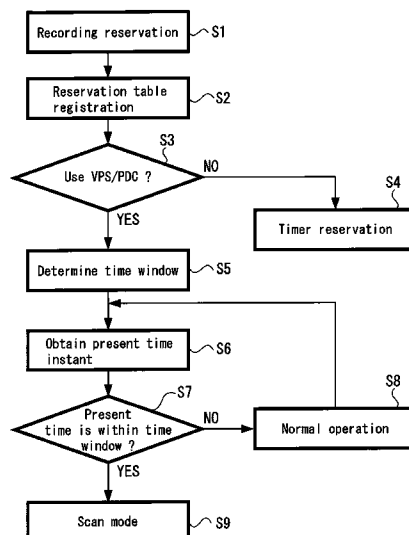 Recording reservation
S1
Reservation table
registration
S2
S3
Use VPS/PDC ?
NO
YES
S4
Timer reservation
Determine time window
S5
Obtain present time
instant
S6
S7
Present
time is within time
window ?
NO
YES
S8
Normal operation
Scan mode
S9